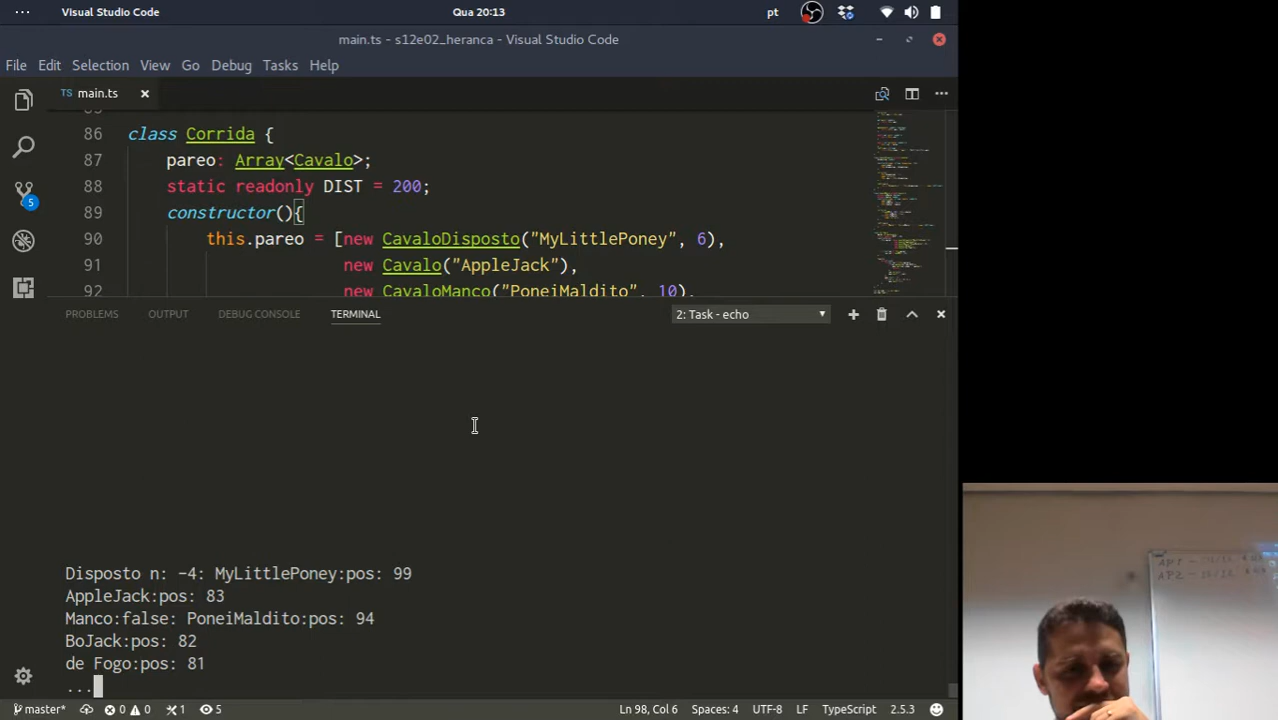 ... Visual Studio Code Qua 20:13 pt
main.ts - s12e02_heranca - Visual Studio Code
File Edit Selection View Go Debug Tasks Help
TS main.ts
86 class Corrida {
87 pareo: Array<Cavalo>;
88 static readonly DIST = 200;
89 constructor(){
90 this.pareo = [new CavaloDisposto("MyLittlePoney", 6),
91 new Cavalo("AppleJack"),
92 new CavaloManco("PoneiMaldito", 10),
5
PROBLEMS OUTPUT DEBUG CONSOLE TERMINAL 2: Task - echo
Disposto n: -4: MyLittlePoney:pos: 99
AppleJack:pos: 83
Manco:false: PoneiMaldito:pos: 94
BoJack:pos: 82
de Fogo:pos: 81
...
master* 0 0 1 5 Ln 98, Col 6 Spaces: 4 UTF-8 LF TypeScript 2.5.3
AP1
AP2